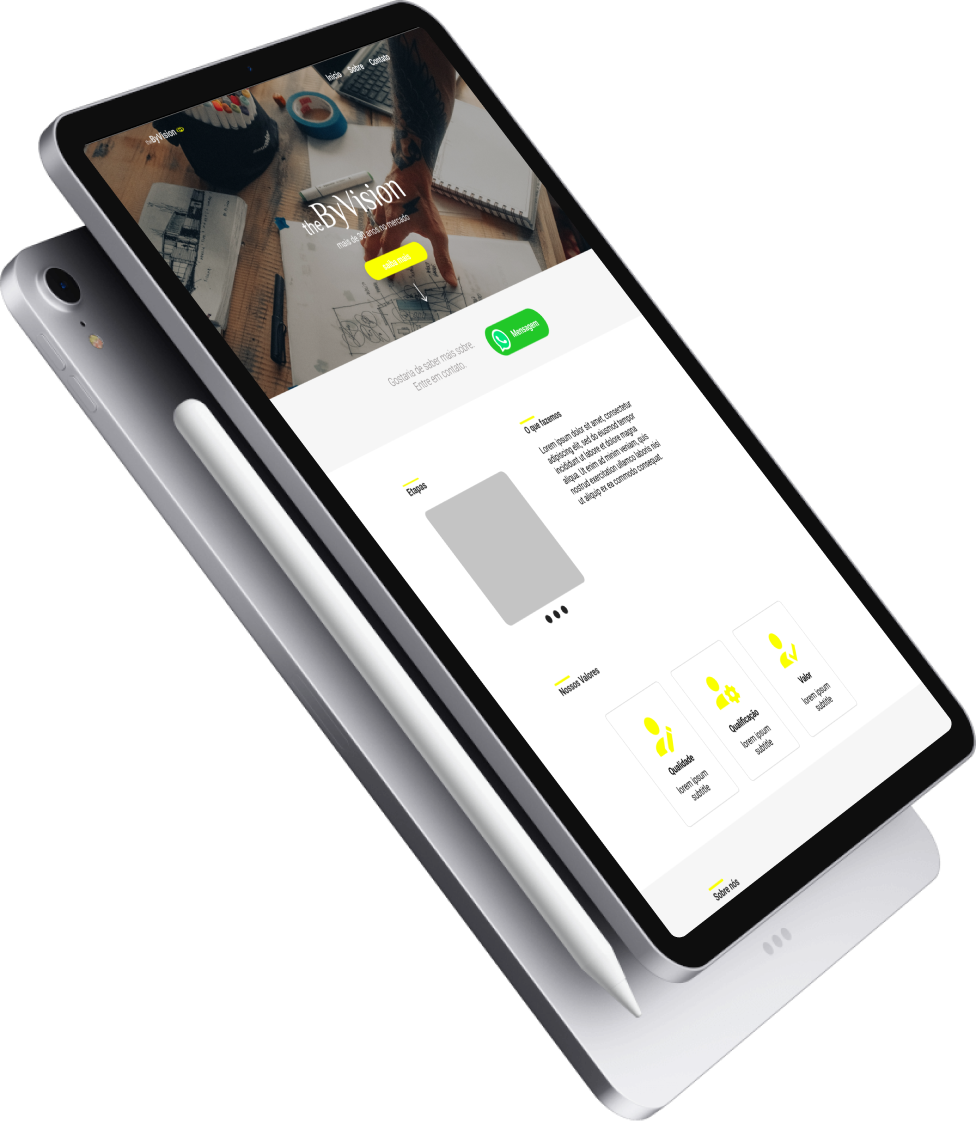 Início Sobre Contato
theByVision
theByVision
mais de 30 anos no mercado
Gostaria de saber mais sobre,
Entre em contato.
Mensagem
O que fazemos
Lorem ipsum dolor sit amet, consectetur
adipiscing elit, sed do eiusmod tempor
incididunt ut labore et dolore magna
aliqua. Ut enim ad minim veniam, quis
nostrud exercitation ullamco laboris nisi
ut aliquip ex ea commodo consequat.
Etapas
Nossos Valores
Qualidade
lorem ipsum
subtitle
Qualificação
lorem ipsum
subtitle
Valor
lorem ipsum
subtitle
Sobre nós